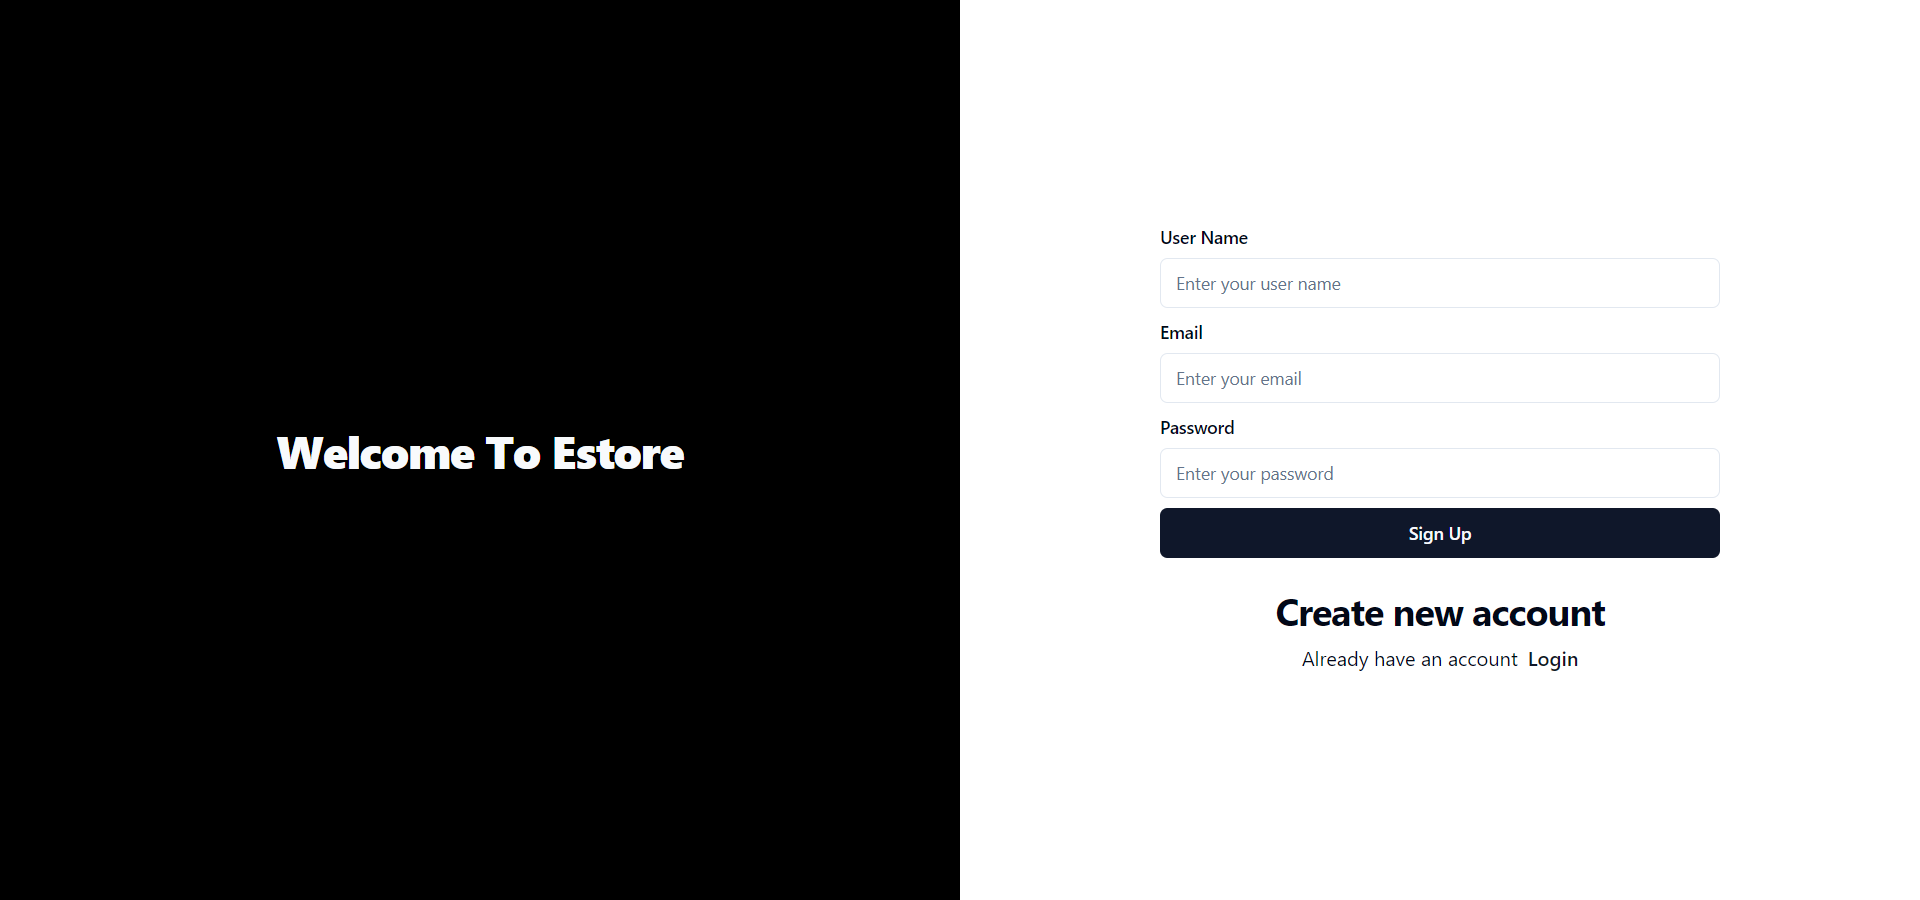 Welcome To Estore
User Name
Enter your user name
Email
Enter your email
Password
Enter your password
Sign Up
Create new account
Already have an account Login